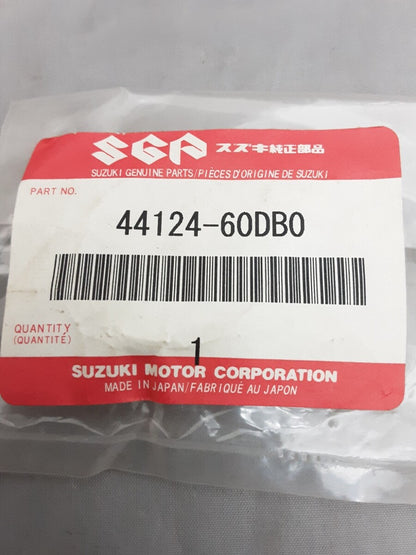 SGP スズキ純正部品
SUZUKI GENUINE PARTS/PIÈCES D'ORIGINE DE SUZUKI
PART NO.
44124-60DB0
QUANTITY
(QUANTITÉ)
1
SUZUKI MOTOR CORPORATION
MADE IN JAPAN/FABRIQUÉ AU JAPON